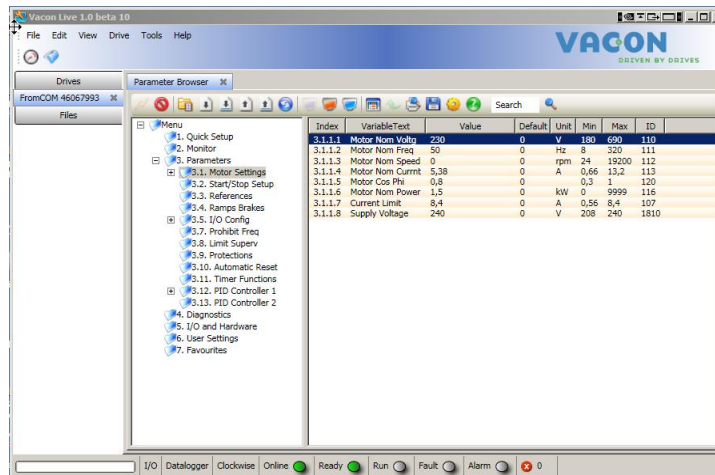 Vacon Live 1.0 beta 10
File Edit View Drive Tools Help
VACON
DRIVEN BY DRIVES
Drives
FromCOM 46067993
Files
Parameter Browser
Search
Menu
1. Quick Setup
2. Monitor
3. Parameters
3.1. Motor Settings
3.2. Start/Stop Setup
3.3. References
3.4. Ramps Brakes
3.5. I/O Config
3.7. Prohibit Freq
3.8. Limit Superv
3.9. Protections
3.10. Automatic Reset
3.11. Timer Functions
3.12. PID Controller 1
3.13. PID Controller 2
4. Diagnostics
5. I/O and Hardware
6. User Settings
7. Favourites
Index VariableText Value Default Unit Min Max ID
3.1.1.1 Motor Nom Voltg 230 0 V 180 690 110
3.1.1.2 Motor Nom Freq 50 0 Hz 8 320 111
3.1.1.3 Motor Nom Speed 0 0 rpm 24 19200 112
3.1.1.4 Motor Nom Currnt 5,38 0 A 0,66 13,2 113
3.1.1.5 Motor Cos Phi 0,8 0 0,3 1 120
3.1.1.6 Motor Nom Power 1,5 0 kW 0 9999 116
3.1.1.7 Current Limit 8,4 0 A 0,56 8,4 107
3.1.1.8 Supply Voltage 240 0 V 208 240 1810
I/O Datalogger Clockwise Online Ready Run Fault Alarm 0